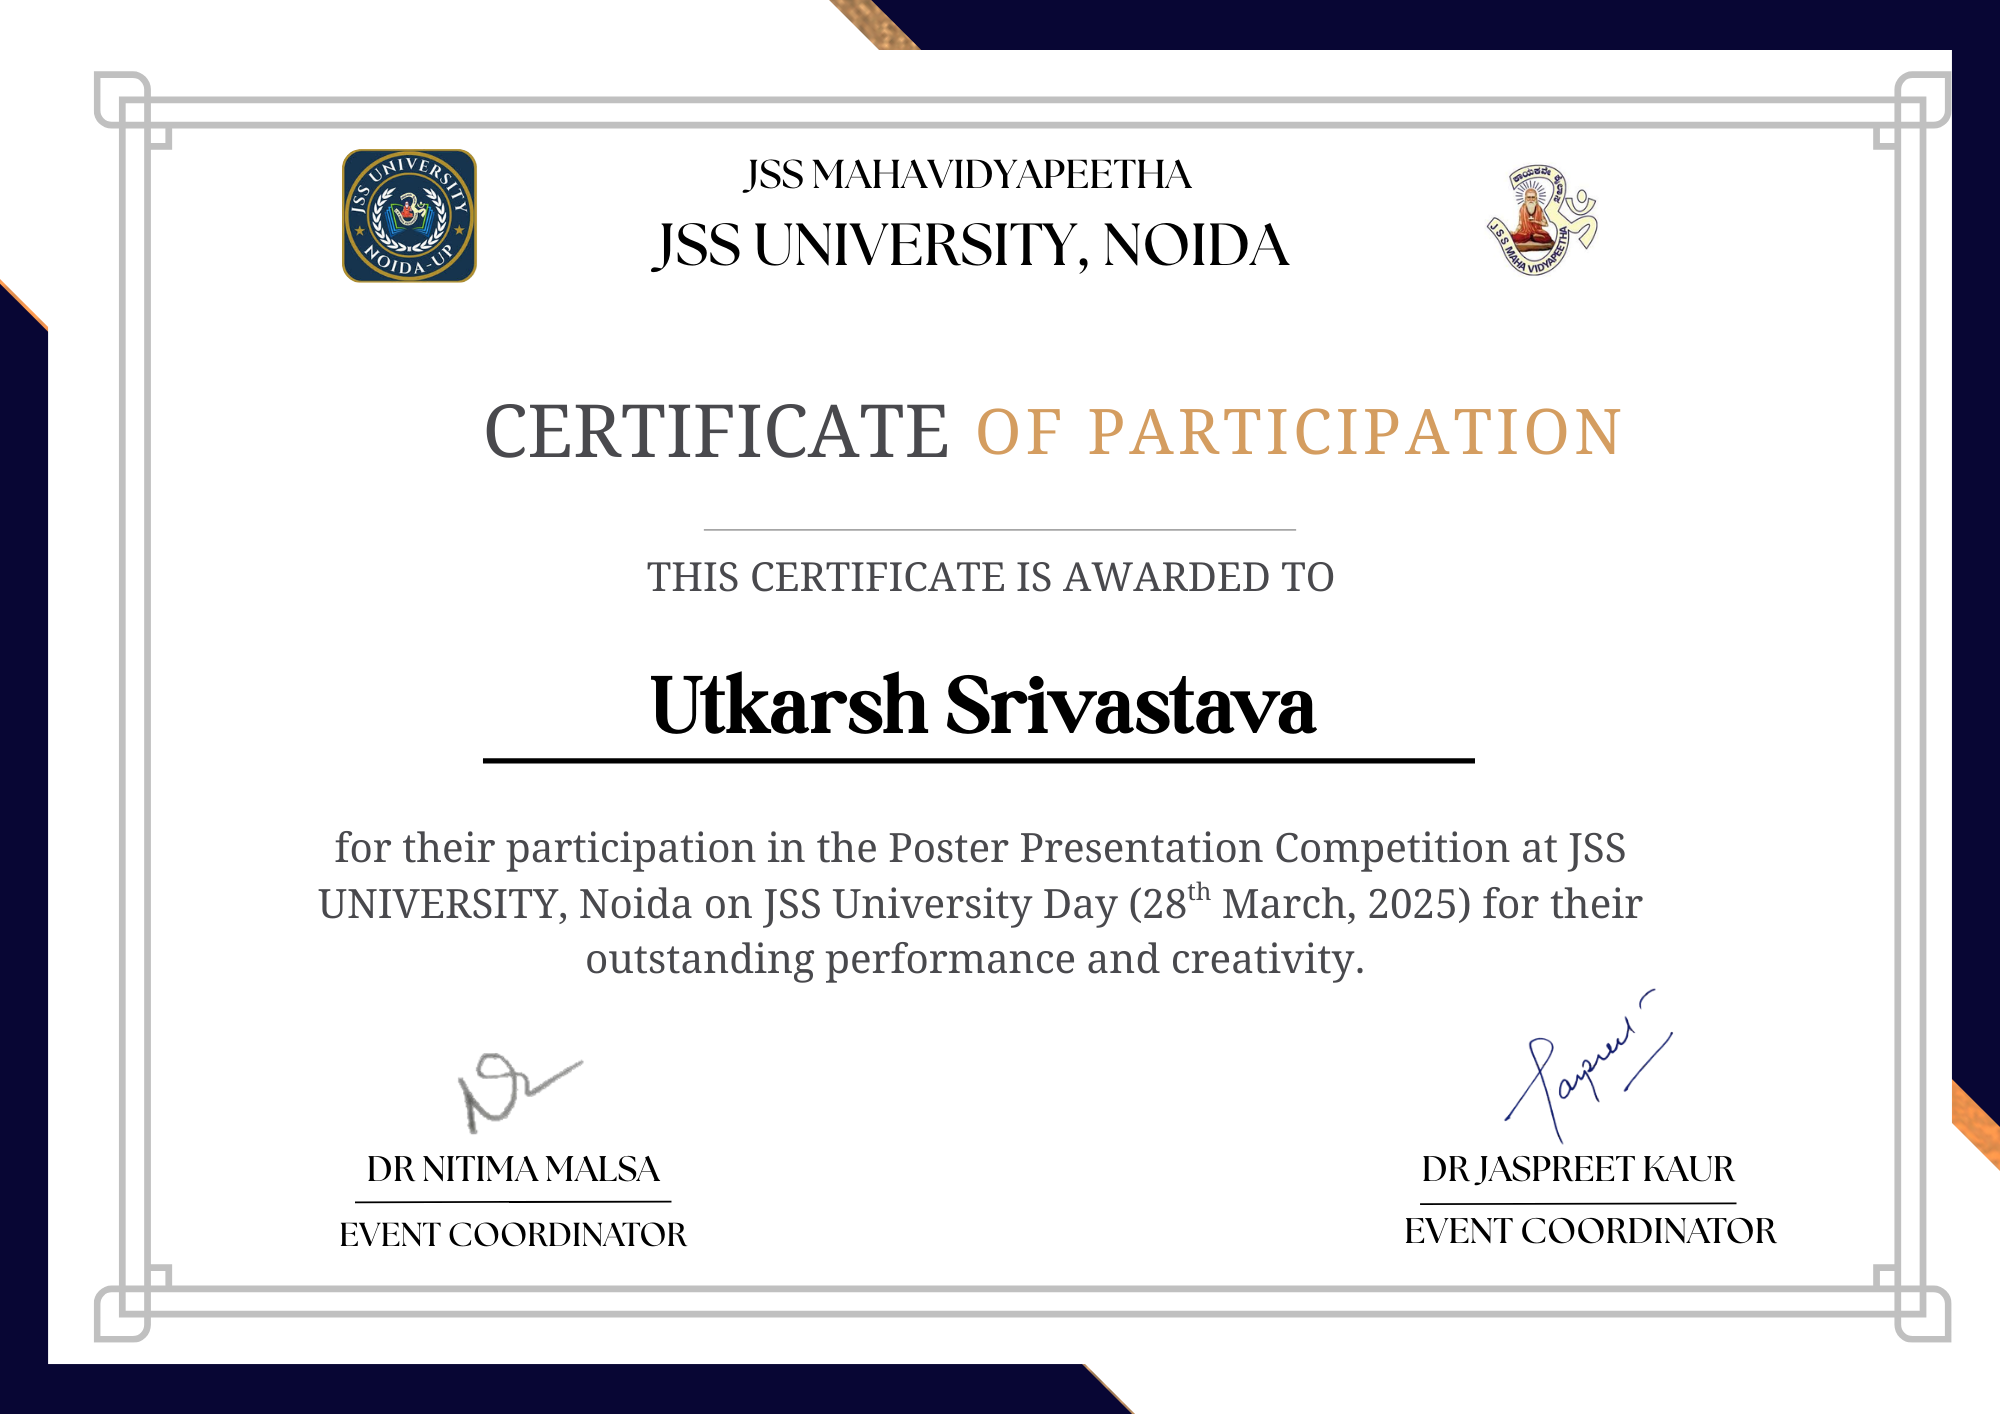 JSS UNIVERSITY
NOIDA-UP
JSS MAHAVIDYAPEETHA
JSS UNIVERSITY, NOIDA
ಕಾಯಕವೇ ಕೈಲಾಸ
JSS MAHA VIDYAPEETHA
CERTIFICATE OF PARTICIPATION
THIS CERTIFICATE IS AWARDED TO
Utkarsh Srivastava
for their participation in the Poster Presentation Competition at JSS
UNIVERSITY, Noida on JSS University Day (28th March, 2025) for their
outstanding performance and creativity.
Jaspreet
DR NITIMA MALSA
DR JASPREET KAUR
EVENT COORDINATOR
EVENT COORDINATOR